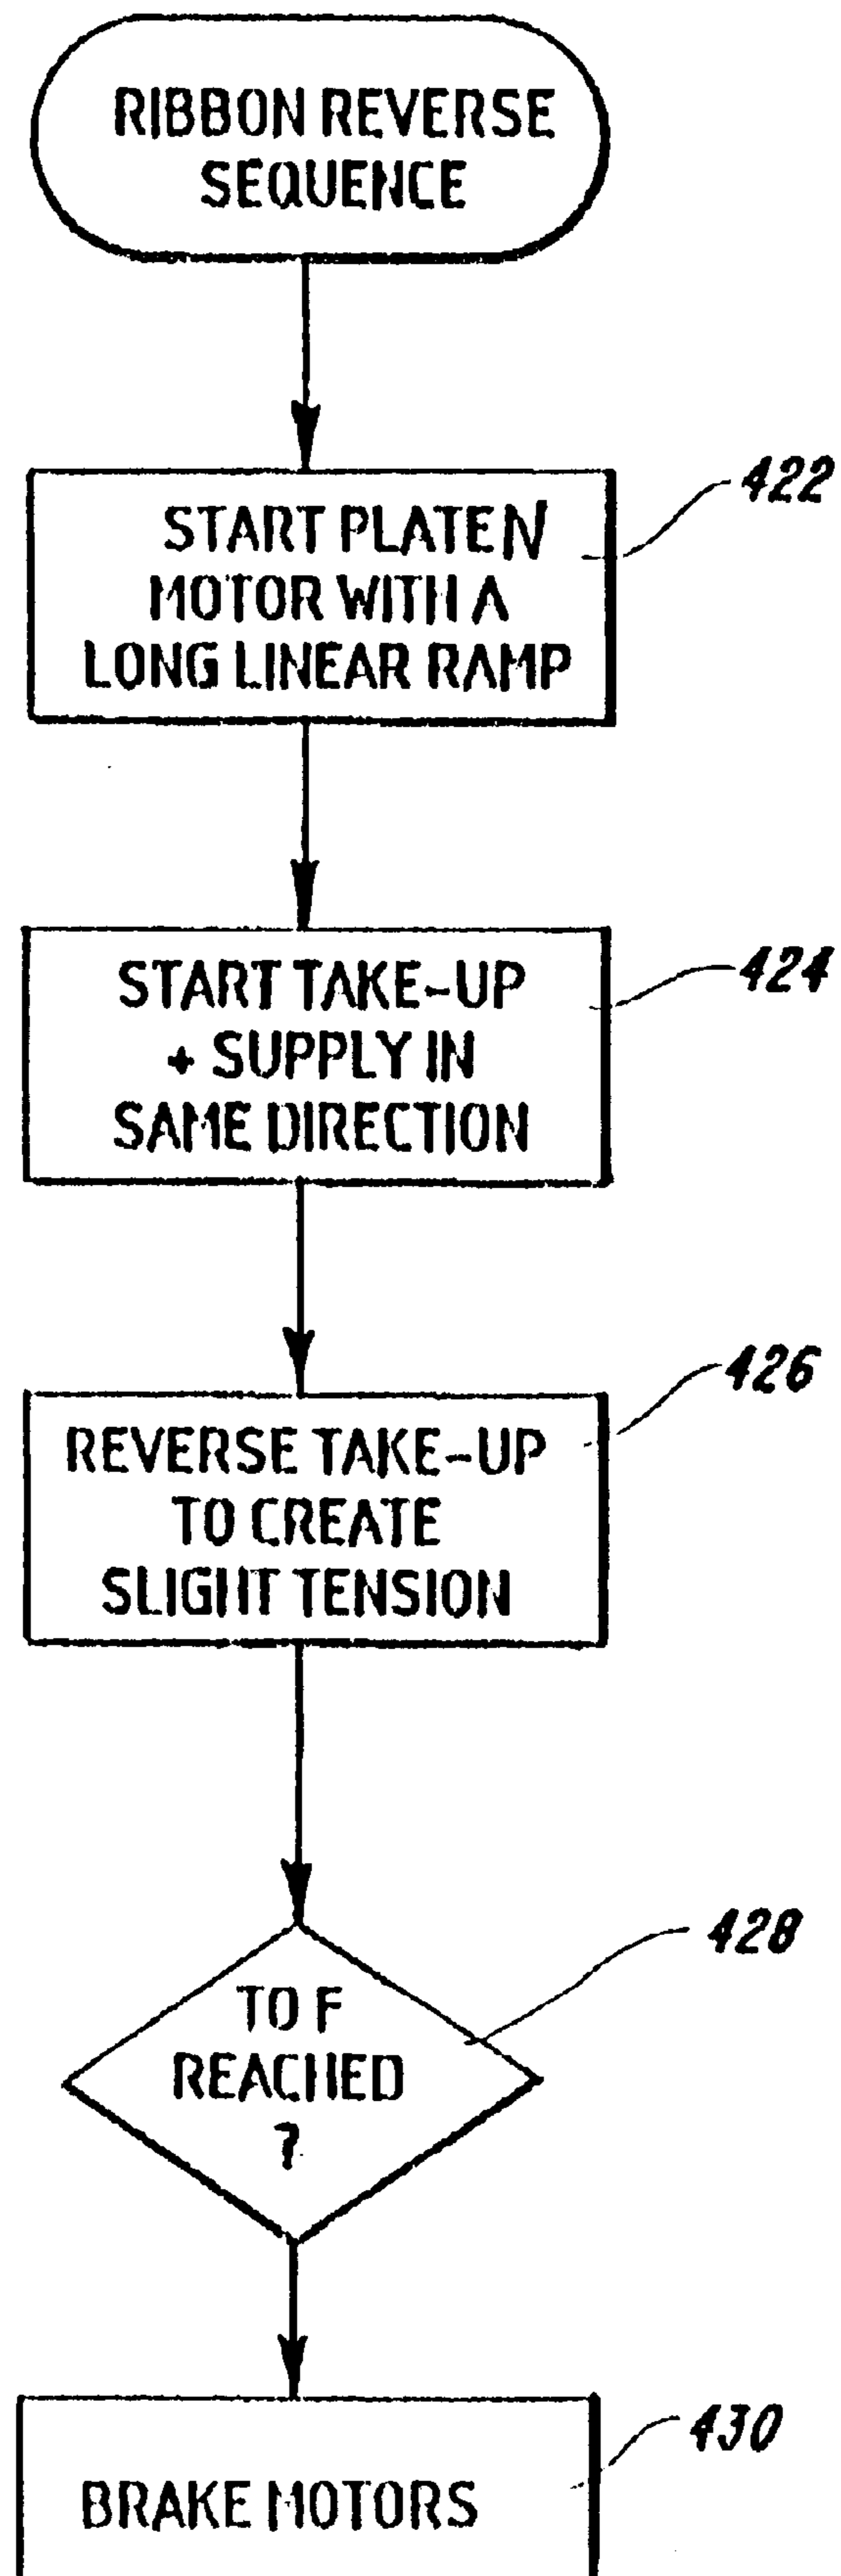 RIBBON REVERSE
SEQUENCE
422
START PLATEN
MOTOR WITH A
LONG LINEAR RAMP
424
START TAKE-UP
+ SUPPLY IN
SAME DIRECTION
426
REVERSE TAKE-UP
TO CREATE
SLIGHT TENSION
428
TO F
REACHED
?
430
BRAKE MOTORS